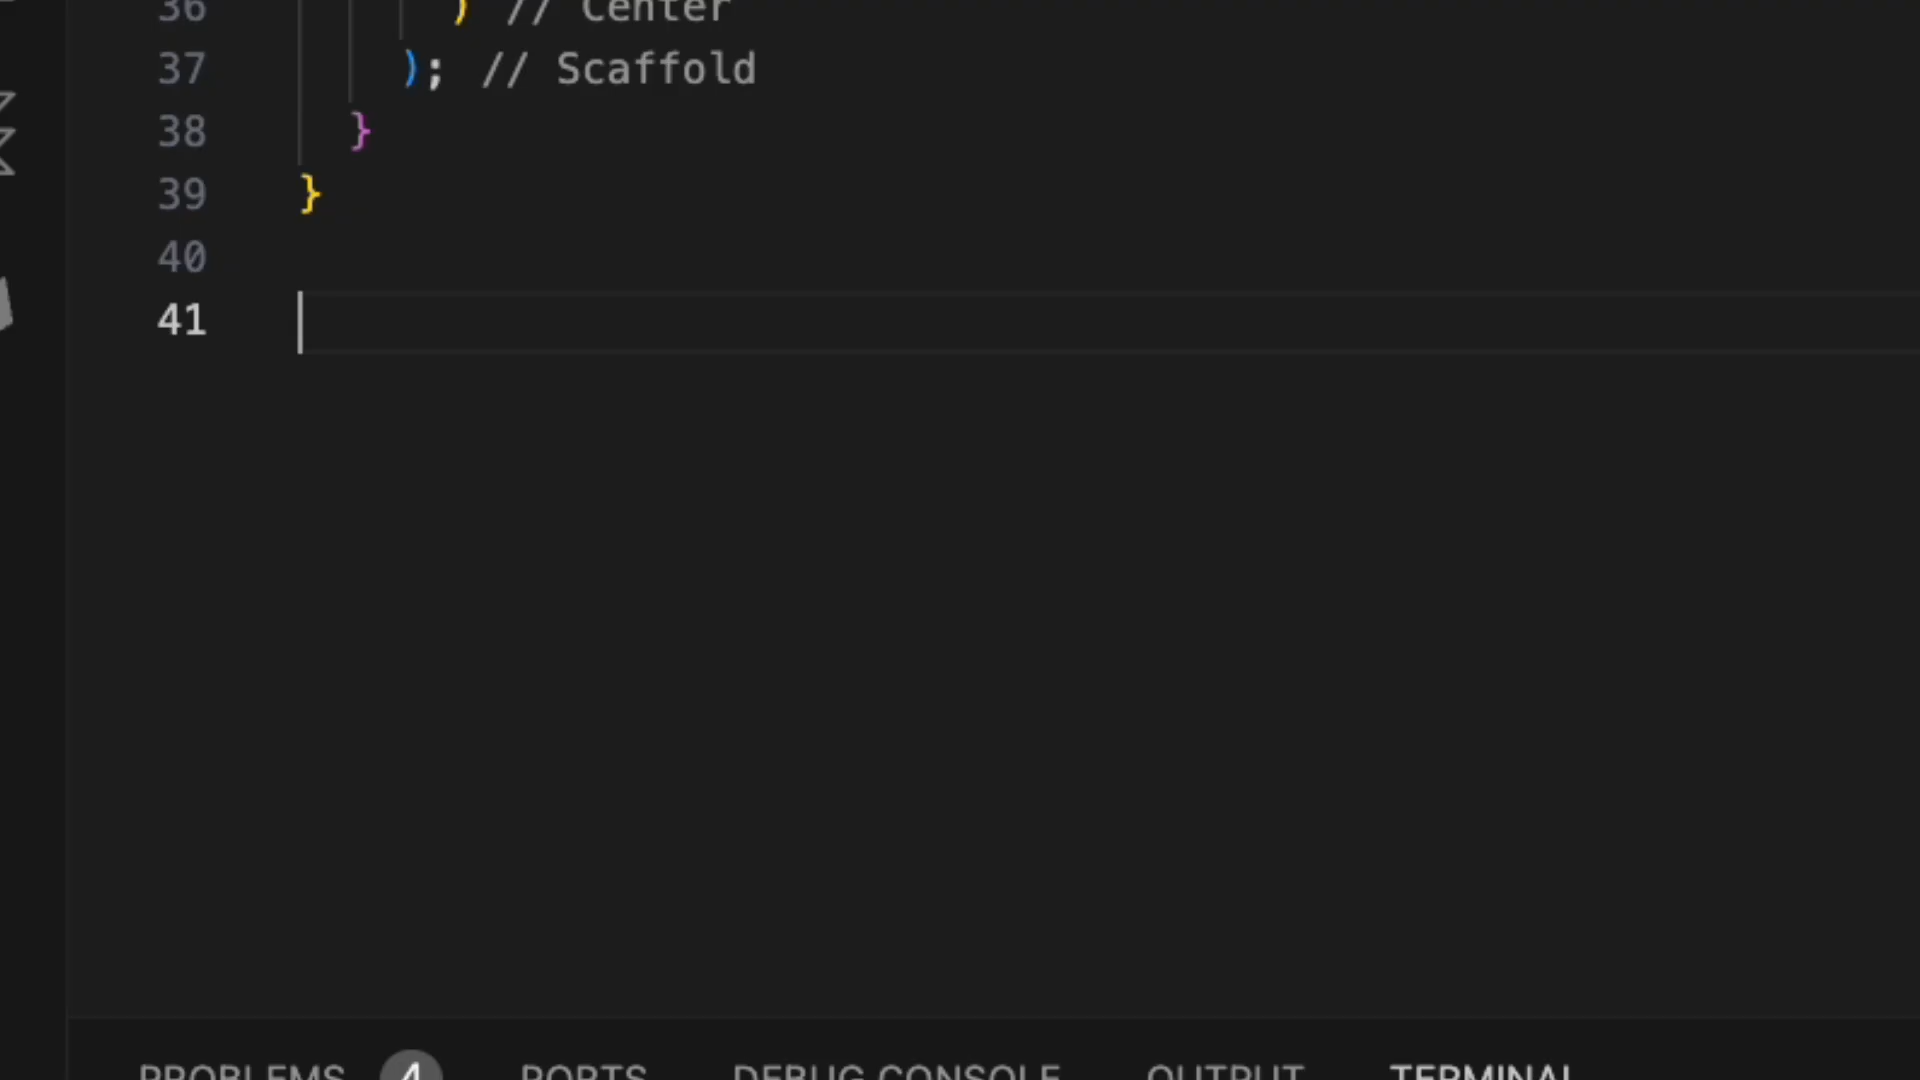 36 ) // Center
37 ); // Scaffold
38 }
39 }
40
41
PROBLEMS 4 PORTS DEBUG CONSOLE OUTPUT TERMINAL